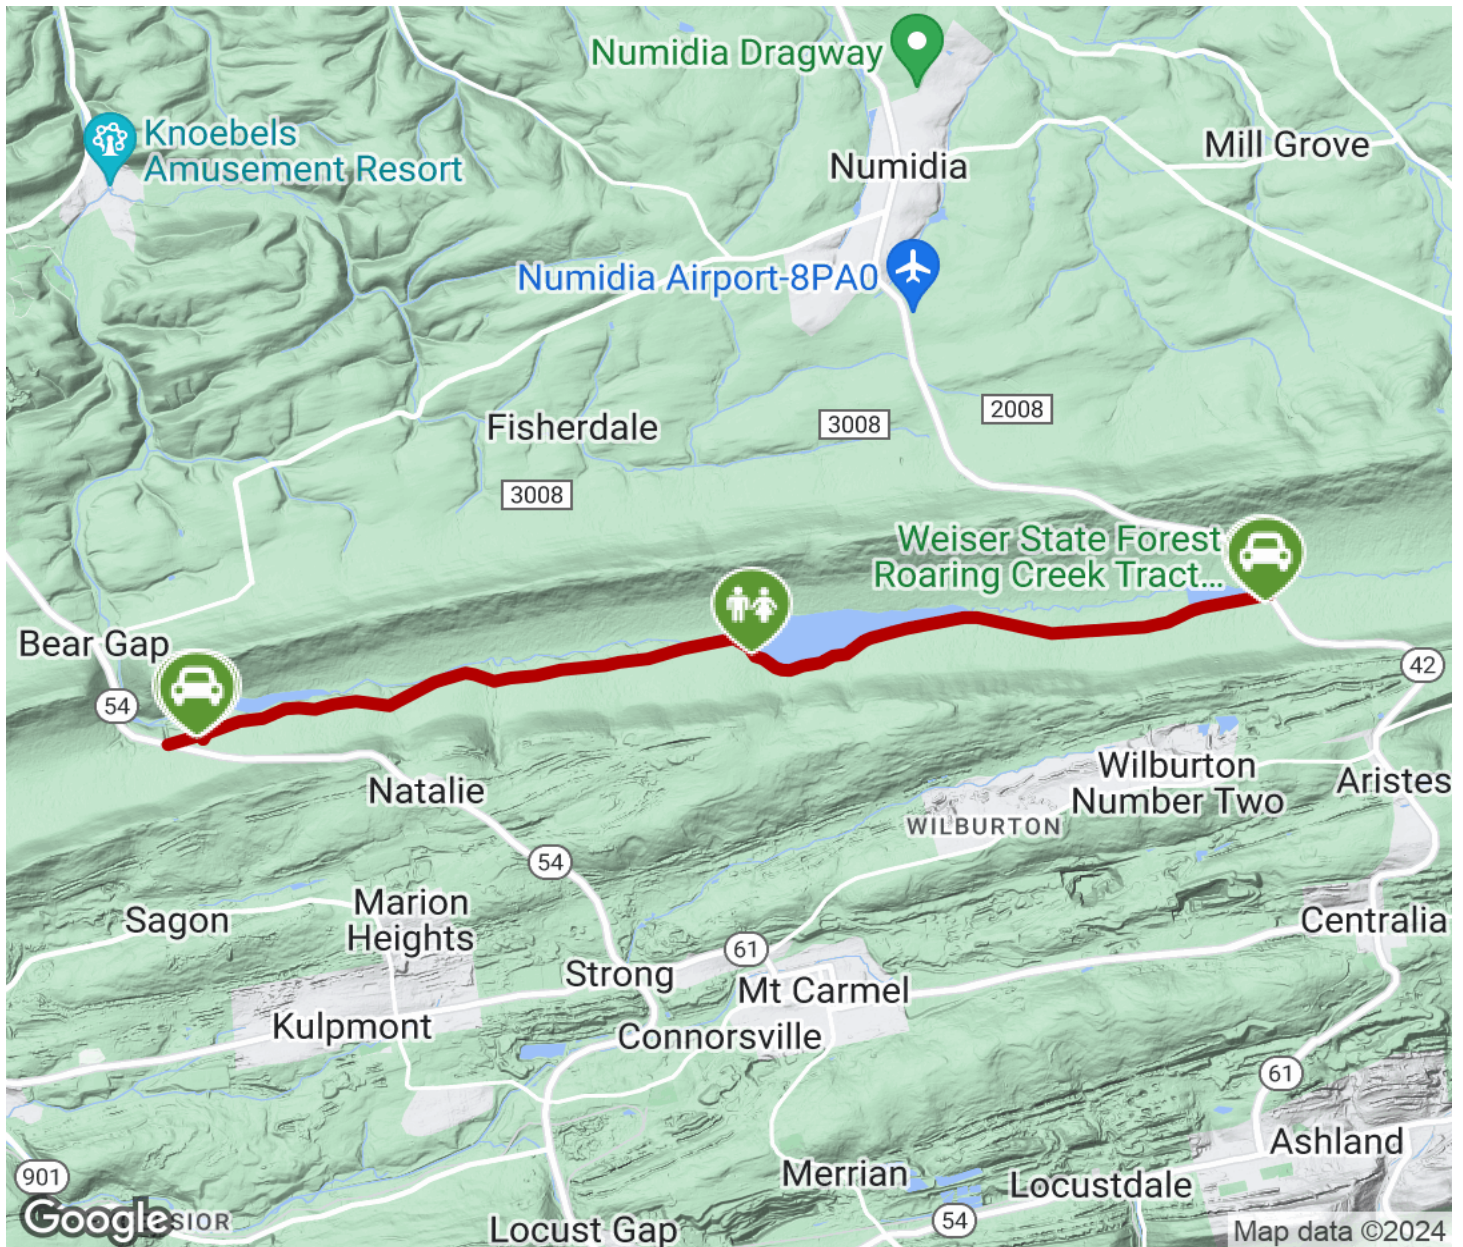 Numidia Dragway
Knoebels
Amusement Resort
Mill Grove
Numidia
Numidia Airport-8PA0
2008
3008
Fisherdale
3008
Weiser State Forest
Roaring Creek Tract...
Bear Gap
42
54
Natalie
Wilburton
Number Two
Aristes
WILBURTON
54
Marion
Heights
Sagon
Centralia
61
Strong
Mt Carmel
Kulpmont
Connorsville
61
Ashland
Merrian
901
Locustdale
Google
SIOR
54
Locust Gap
Map data ©2024